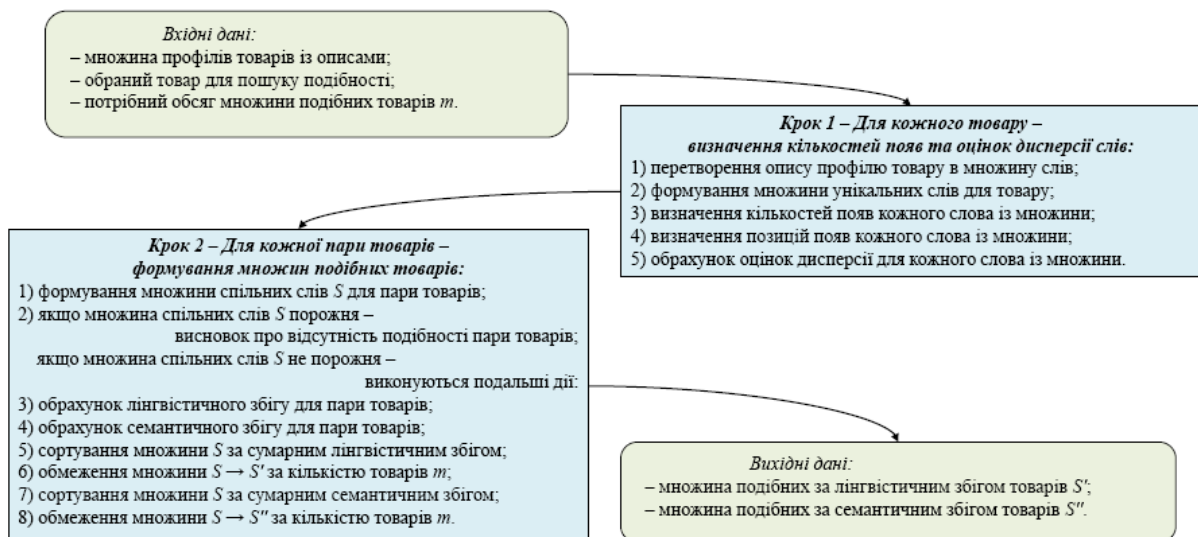 Вхідні дані:
– множина профілів товарів із описами;
– обраний товар для пошуку подібності;
– потрібний обсяг множини подібних товарів m.
Крок 1 – Для кожного товару –
визначення кількостей появ та оцінок дисперсії слів:
1) перетворення опису профілю товару в множину слів;
2) формування множини унікальних слів для товару;
3) визначення кількостей появ кожного слова із множини;
4) визначення позицій появ кожного слова із множини;
5) обрахунок оцінок дисперсії для кожного слова із множини.
Крок 2 – Для кожної пари товарів –
формування множин подібних товарів:
1) формування множини спільних слів S для пари товарів;
2) якщо множина спільних слів S порожня –
висновок про відсутність подібності пари товарів;
якщо множина спільних слів S не порожня –
виконуються подальші дії:
3) обрахунок лінгвістичного збігу для пари товарів;
4) обрахунок семантичного збігу для пари товарів;
5) сортування множини S за сумарним лінгвістичним збігом;
6) обмеження множини S → S' за кількістю товарів m;
7) сортування множини S за сумарним семантичним збігом;
8) обмеження множини S → S'' за кількістю товарів m.
Вихідні дані:
– множина подібних за лінгвістичним збігом товарів S';
– множина подібних за семантичним збігом товарів S''.